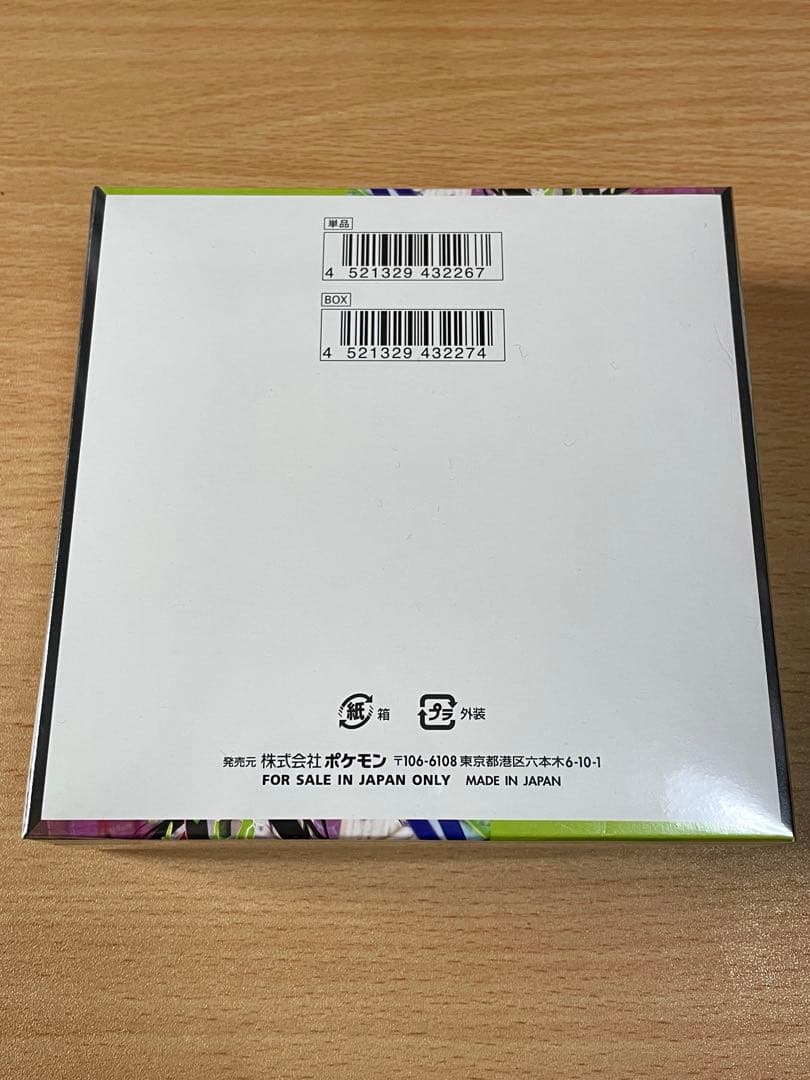 単品
4 521329 432267
BOX
4 521329 432274
紙 箱 プラ 外装
発売元 株式会社ポケモン 〒106-6108 東京都港区六本木6-10-1
FOR SALE IN JAPAN ONLY MADE IN JAPAN